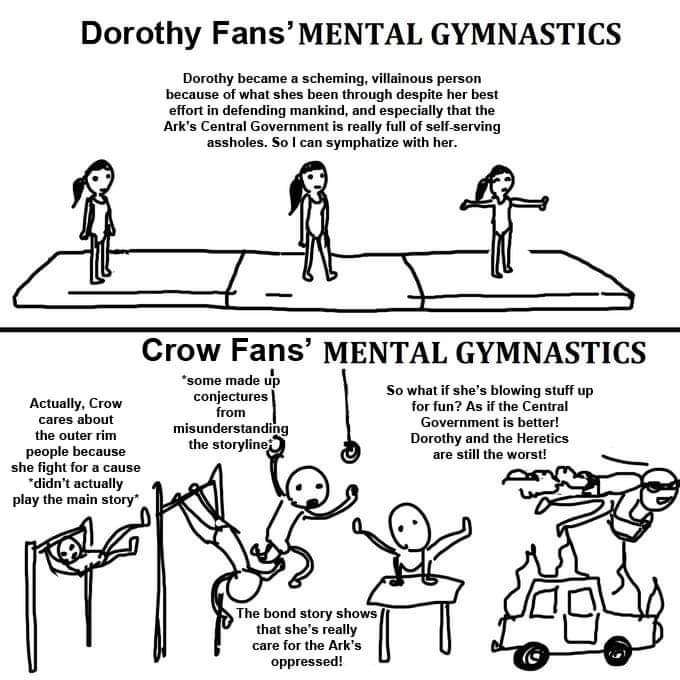 Dorothy Fans' MENTAL GYMNASTICS
Dorothy became a scheming, villainous person
because of what shes been through despite her best
effort in defending mankind, and especially that the
Ark's Central Government is really full of self-serving
assholes. So I can symphatize with her.
Crow Fans' MENTAL GYMNASTICS
Actually, Crow
cares about
the outer rim
people because
she fight for a cause
*didn't actually
play the main story*
*some made up
conjectures
from
misunderstanding
the storyline*
So what if she's blowing stuff up
for fun? As if the Central
Government is better!
Dorothy and the Heretics
are still the worst!
The bond story shows
that she's really
care for the Ark's
oppressed!